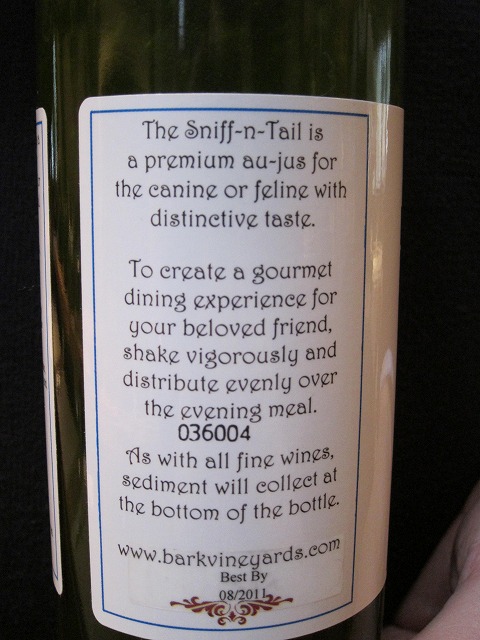 The Sniff-n-Tail is
a premium au-jus for
the canine or feline with
distinctive taste.
To create a gourmet
dining experience for
your beloved friend,
shake vigorously and
distribute evenly over
the evening meal.
036004
As with all fine wines,
sediment will collect at
the bottom of the bottle.
www.barkvineyards.com
Best By
08/2011